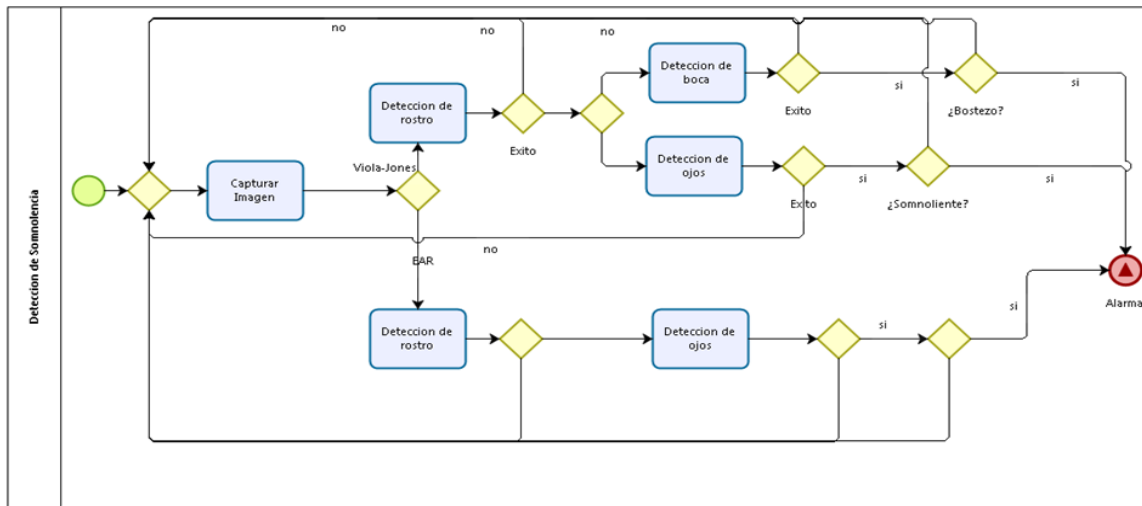 Deteccion de Somnolencia
no
no
no
Deteccion de
boca
Exito
si
¿Bostezo?
si
Deteccion de
rostro
Exito
Viola-Jones
Capturar
Imagen
Deteccion de
ojos
Exito
si
¿Somnoliente?
si
no
EAR
Deteccion de
rostro
Deteccion de
ojos
si
si
Alarma